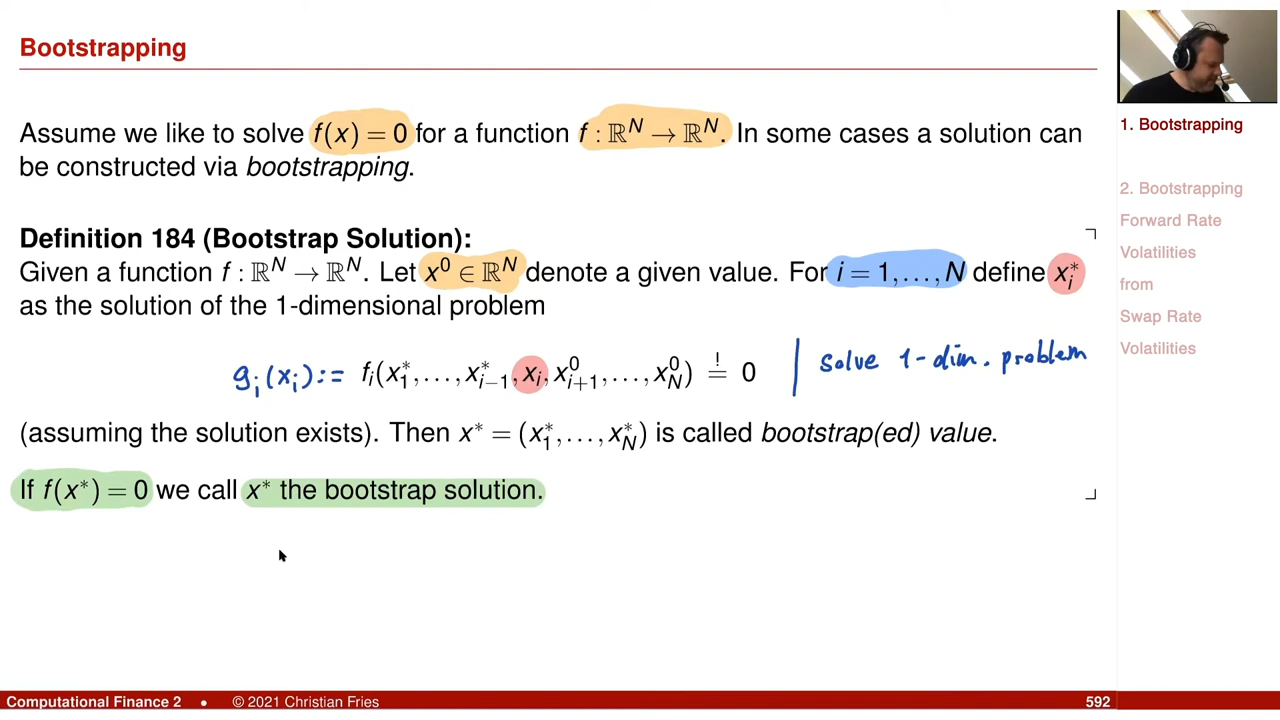 Bootstrapping
Assume we like to solve f(x) = 0 for a function f : ℝᴺ → ℝᴺ. In some cases a solution can
be constructed via bootstrapping.
Definition 184 (Bootstrap Solution):
Given a function f : ℝᴺ → ℝᴺ. Let x⁰ ∈ ℝᴺ denote a given value. For i = 1,…,N define xᵢ*
as the solution of the 1-dimensional problem
gᵢ(xᵢ) := fᵢ(x₁*,…,xᵢ₋₁*, xᵢ, xᵢ₊₁⁰,…,x_N⁰) =! 0 | solve 1-dim. problem
(assuming the solution exists). Then x* = (x₁*,…,x_N*) is called bootstrap(ed) value.
If f(x*) = 0 we call x* the bootstrap solution.
1. Bootstrapping
2. Bootstrapping
Forward Rate
Volatilities
from
Swap Rate
Volatilities
Computational Finance 2 • © 2021 Christian Fries 592